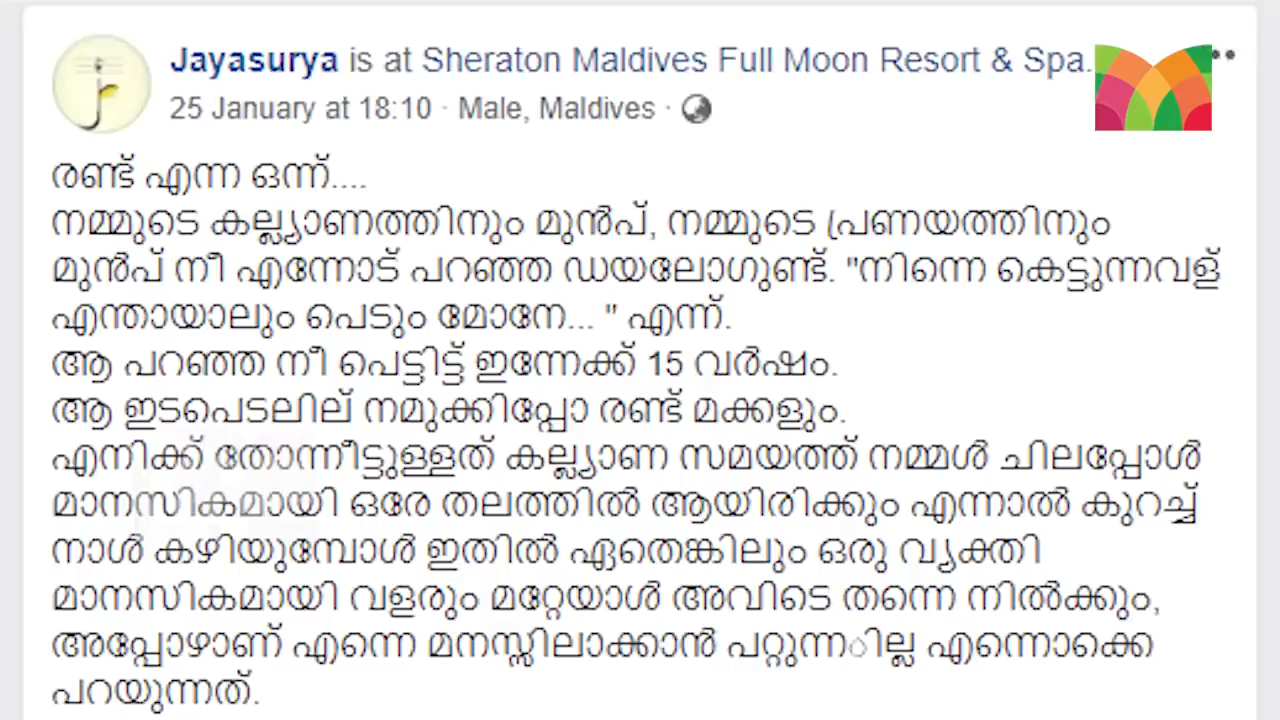 Jayasurya is at Sheraton Maldives Full Moon Resort & Spa.
25 January at 18:10 · Male, Maldives ·
രണ്ട് എന്ന ഒന്ന്....
നമ്മുടെ കല്ല്യാണത്തിനും മുൻപ്, നമ്മുടെ പ്രണയത്തിനും
മുൻപ് നീ എന്നോട് പറഞ്ഞ ഡയലോഗുണ്ട്. "നിന്നെ കെട്ടുന്നവള്
എന്തായാലും പെടും മോനേ... " എന്ന്.
ആ പറഞ്ഞ നീ പെട്ടിട്ട് ഇന്നേക്ക് 15 വർഷം.
ആ ഇടപെടലില് നമുക്കിപ്പോ രണ്ട് മക്കളും.
എനിക്ക് തോന്നീട്ടുള്ളത് കല്ല്യാണ സമയത്ത് നമ്മൾ ചിലപ്പോൾ
മാനസികമായി ഒരേ തലത്തിൽ ആയിരിക്കും എന്നാൽ കുറച്ച്
നാൾ കഴിയുമ്പോൾ ഇതിൽ ഏതെങ്കിലും ഒരു വ്യക്തി
മാനസികമായി വളരും മറ്റേയാൾ അവിടെ തന്നെ നിൽക്കും,
അപ്പോഴാണ് എന്നെ മനസ്സിലാക്കാൻ പറ്റുന്നില്ല എന്നൊക്കെ
പറയുന്നത്.